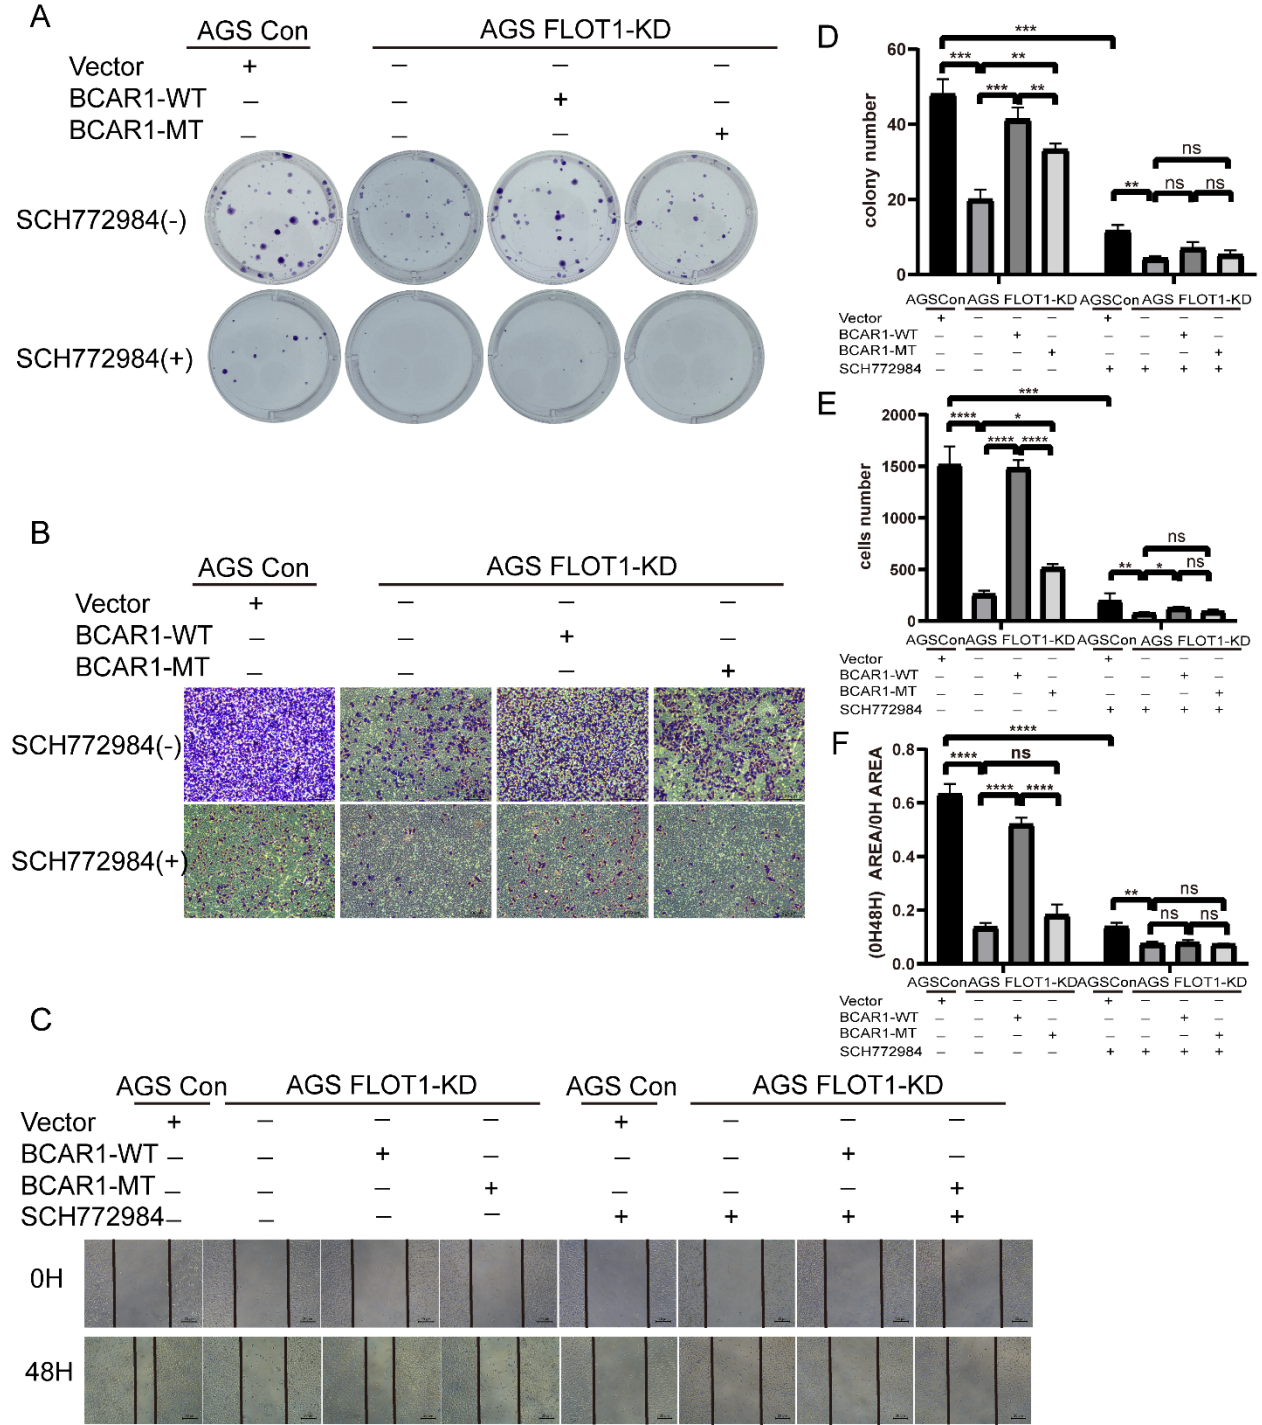 A
AGS Con AGS FLOT1-KD
Vector + — — —
BCAR1-WT — — + —
BCAR1-MT — — — +
SCH772984(-)
SCH772984(+)
B
AGS Con AGS FLOT1-KD
Vector + — — —
BCAR1-WT — — + —
BCAR1-MT — — — +
SCH772984(-)
SCH772984(+)
C
AGS Con AGS FLOT1-KD AGS Con AGS FLOT1-KD
Vector + — — — + — — —
BCAR1-WT — — + — — — + —
BCAR1-MT — — — + — — — +
SCH772984 — — — — + + + +
0H
48H
D
colony number
60
40
20
0
***
*** **
*** **
ns
** ns ns
AGSCon AGS FLOT1-KD AGSCon AGS FLOT1-KD
Vector + — — — + — — —
BCAR1-WT — — + — — — + —
BCAR1-MT — — — + — — — +
SCH772984 — — — — + + + +
E
cells number
2000
1500
1000
500
0
***
**** *
**** ****
ns
** * ns
AGSCon AGS FLOT1-KD AGSCon AGS FLOT1-KD
Vector + — — — + — — —
BCAR1-WT — — + — — — + —
BCAR1-MT — — — + — — — +
SCH772984 — — — — + + + +
F
(0H48H) AREA/0H AREA
0.8
0.6
0.4
0.2
0.0
****
**** ns
**** ****
** ns
ns ns
AGSCon AGS FLOT1-KD AGSCon AGS FLOT1-KD
Vector + — — — + — — —
BCAR1-WT — — + — — — + —
BCAR1-MT — — — + — — — +
SCH772984 — — — — + + + +